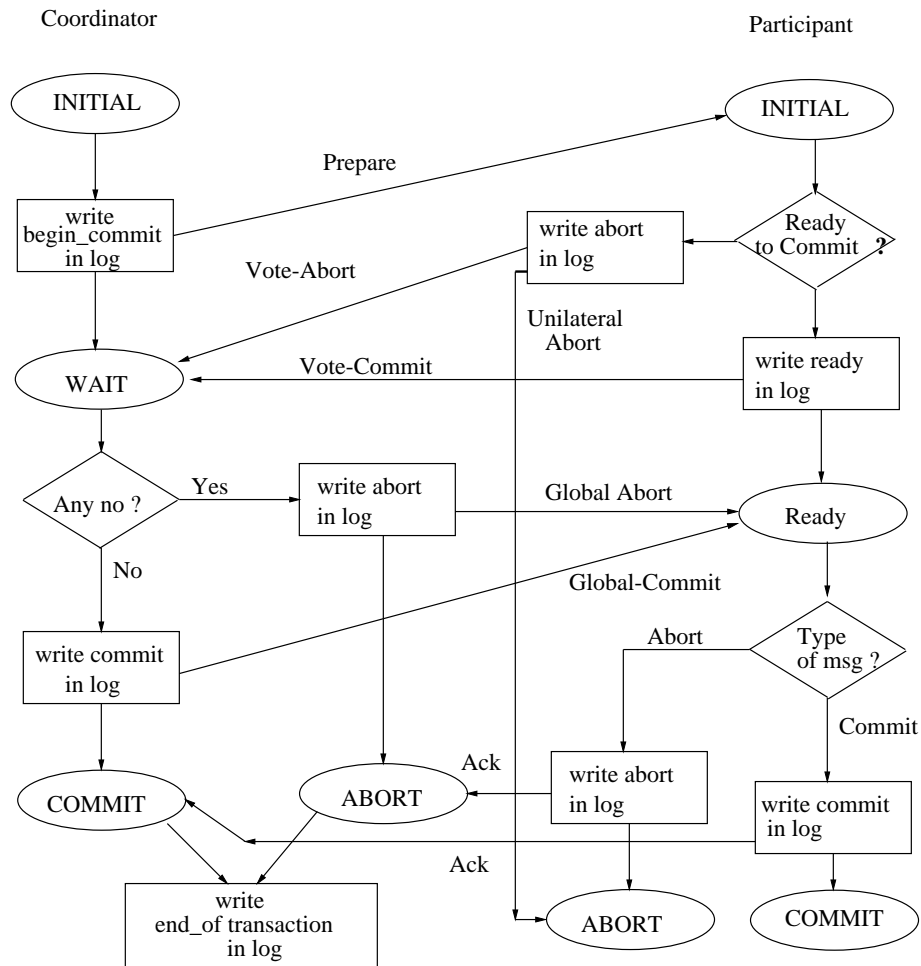 Coordinator
Participant
INITIAL
INITIAL
Prepare
write
begin_commit
in log
write abort
in log
Ready
to Commit ?
Vote-Abort
Unilateral
Abort
WAIT
Vote-Commit
write ready
in log
Any no ?
Yes
write abort
in log
Global Abort
Ready
No
Global-Commit
write commit
in log
Abort
Type
of msg ?
Commit
COMMIT
ABORT
Ack
write abort
in log
write commit
in log
Ack
write
end_of transaction
in log
ABORT
COMMIT